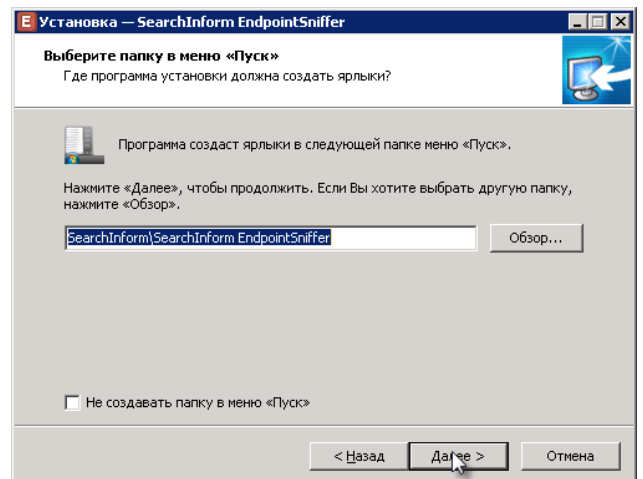 E Установка — SearchInform EndpointSniffer
Выберите папку в меню «Пуск»
Где программа установки должна создать ярлыки?
Программа создаст ярлыки в следующей папке меню «Пуск».
Нажмите «Далее», чтобы продолжить. Если Вы хотите выбрать другую папку,
нажмите «Обзор».
SearchInform\SearchInform EndpointSniffer
Обзор...
Не создавать папку в меню «Пуск»
< Назад
Далее >
Отмена